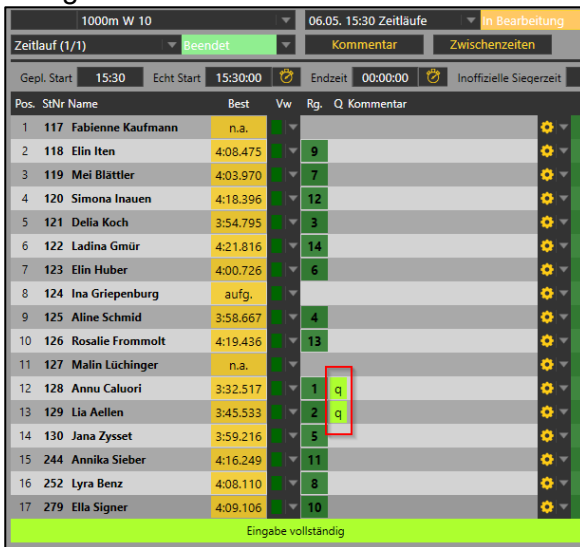 1000m W 10 06.05. 15:30 Zeitläufe In Bearbeitung
Zeitlauf (1/1) Beendet Kommentar Zwischenzeiten
Gepl. Start 15:30 Echt Start 15:30:00 Endzeit 00:00:00 Inoffizielle Siegerzeit
Pos. StNr Name Best Vw Rg. Q Kommentar
1 117 Fabienne Kaufmann n.a.
2 118 Elin Iten 4:08.475 9
3 119 Mei Blättler 4:03.970 7
4 120 Simona Inauen 4:18.396 12
5 121 Delia Koch 3:54.795 3
6 122 Ladina Gmür 4:21.816 14
7 123 Elin Huber 4:00.726 6
8 124 Ina Griepenburg aufg.
9 125 Aline Schmid 3:58.667 4
10 126 Rosalie Frommolt 4:19.436 13
11 127 Malin Lüchinger n.a.
12 128 Annu Caluori 3:32.517 1 q
13 129 Lia Aellen 3:45.533 2 q
14 130 Jana Zysset 3:59.216 5
15 244 Annika Sieber 4:16.249 11
16 252 Lyra Benz 4:08.110 8
17 279 Ella Signer 4:09.106 10
Eingabe vollständig